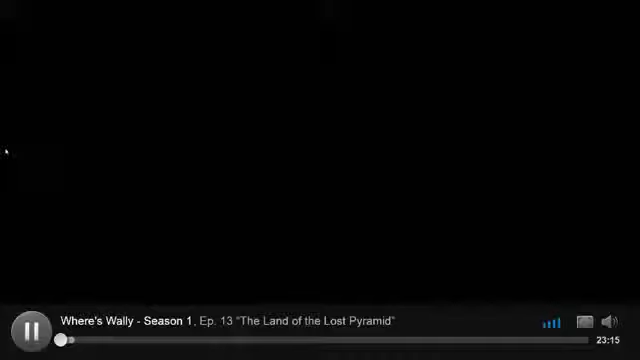 Where's Wally - Season 1, Ep. 13 "The Land of the Lost Pyramid"
23:15